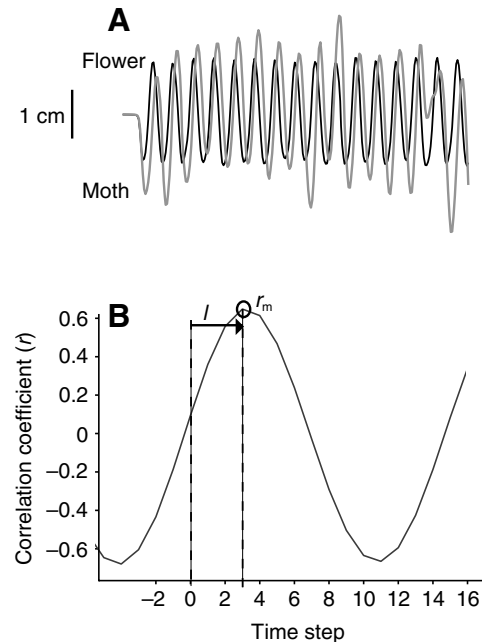 A
Flower
1 cm
Moth
B
l
rm
Correlation coefficient (r)
0.6
0.4
0.2
0
−0.2
−0.4
−0.6
−2 0 2 4 6 8 10 12 14 16
Time step